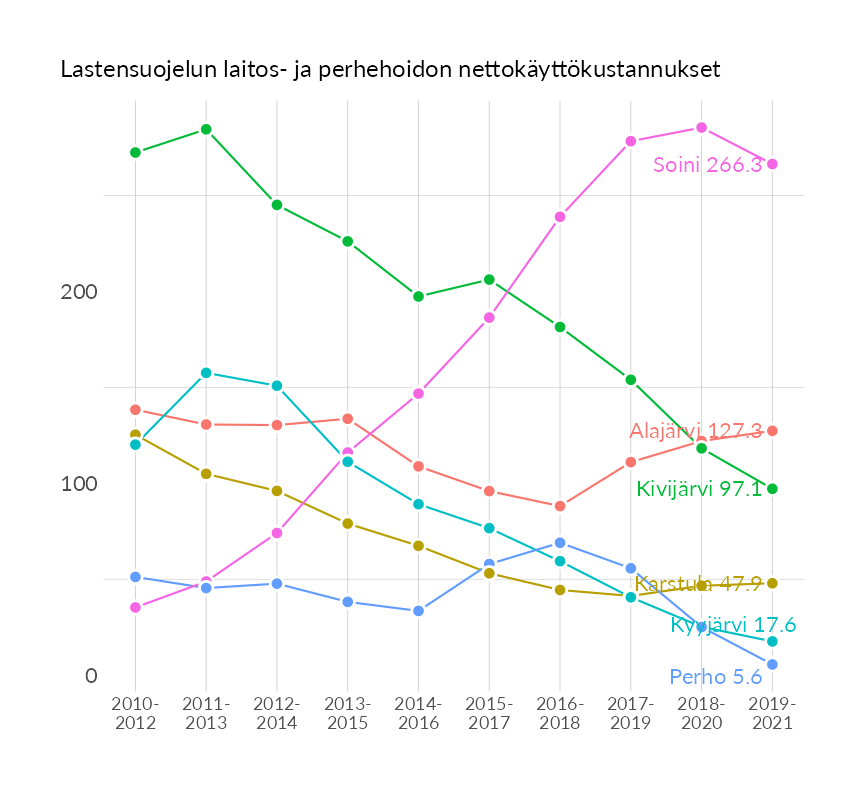 Lastensuojelun laitos- ja perhehoidon nettokäyttökustannukset
Soini 266.3
200
Alajärvi 127.3
100
Kivijärvi 97.1
Karstula 47.9
Kyyjärvi 17.6
0
Perho 5.6
2010-2012
2011-2013
2012-2014
2013-2015
2014-2016
2015-2017
2016-2018
2017-2019
2018-2020
2019-2021